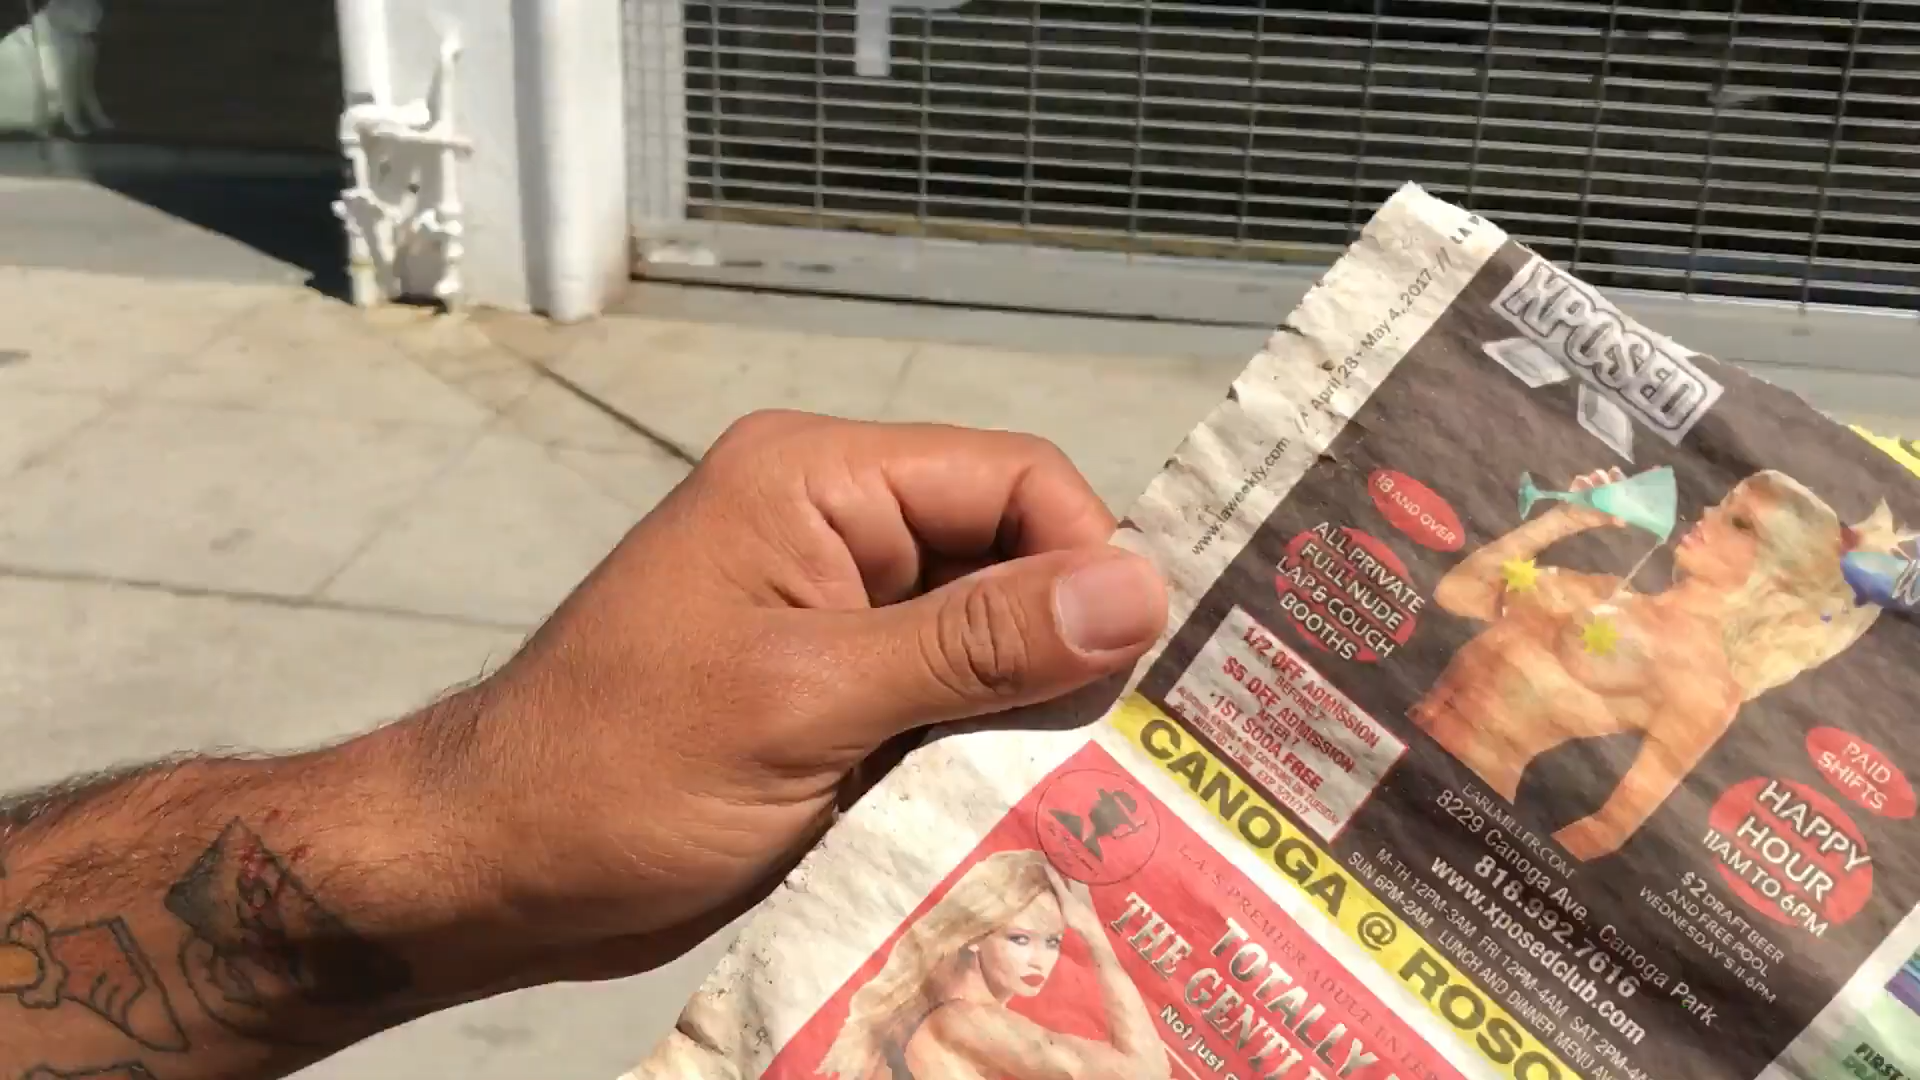 www.laweekly.com // April 28 - May 4, 2017 //
XPOSED
18 AND OVER
ALL PRIVATE
FULL NUDE
LAP & COUCH
BOOTHS
1/2 OFF ADMISSION
BEFORE 7
$5 OFF ADMISSION
AFTER 7
1ST SODA FREE
PAID
SHIFTS
HAPPY
HOUR
11AM TO 6PM
$2 DRAFT BEER
AND FREE POOL
WEDNESDAY'S 11-6PM
EARLMILLER.COM
8229 Canoga Ave., Canoga Park
818.992.7616
www.xposedclub.com
M-TH 12PM-3AM FRI 12PM-4AM SAT 2PM-4A
SUN 6PM-2AM LUNCH AND DINNER MENU
CANOGA @ ROSCO
L.A.'S PREMIER ADULT
TOTALLY
THE GENTLE
Not just
FIRST